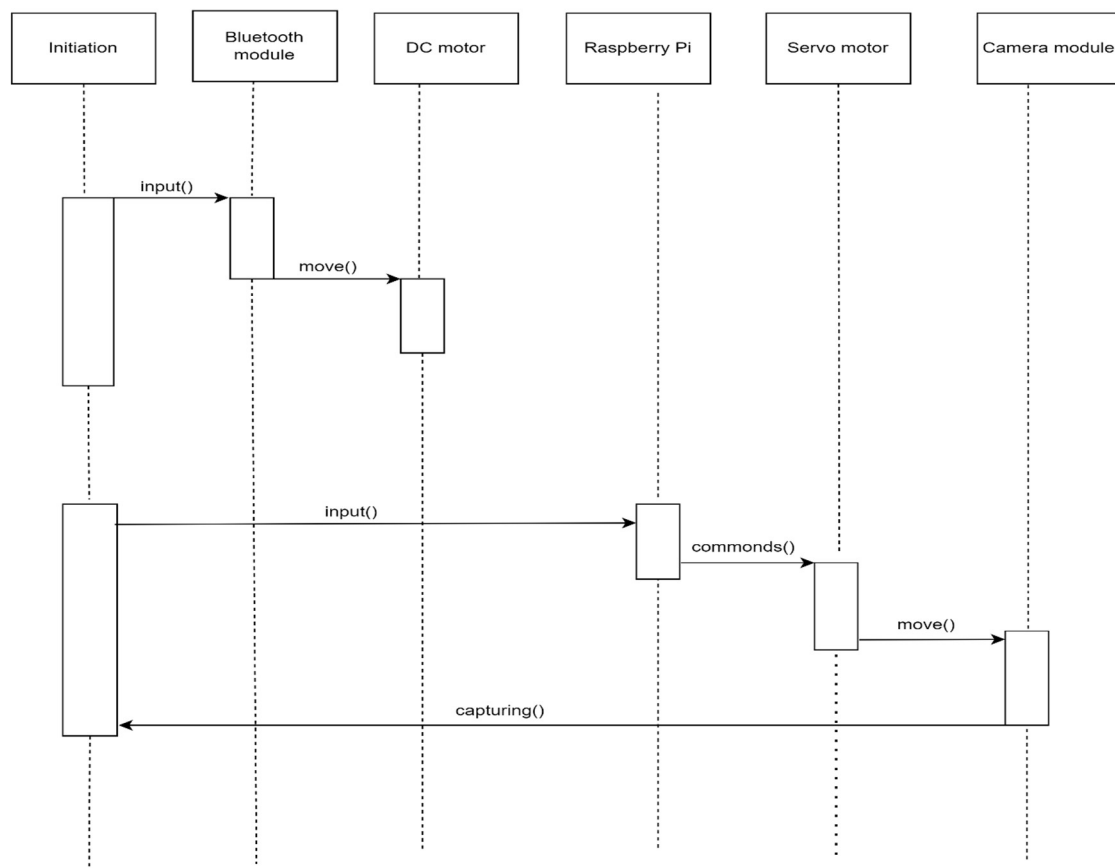 Initiation
Bluetooth
module
DC motor
Raspberry Pi
Servo motor
Camera module
input()
move()
input()
commonds()
move()
capturing()